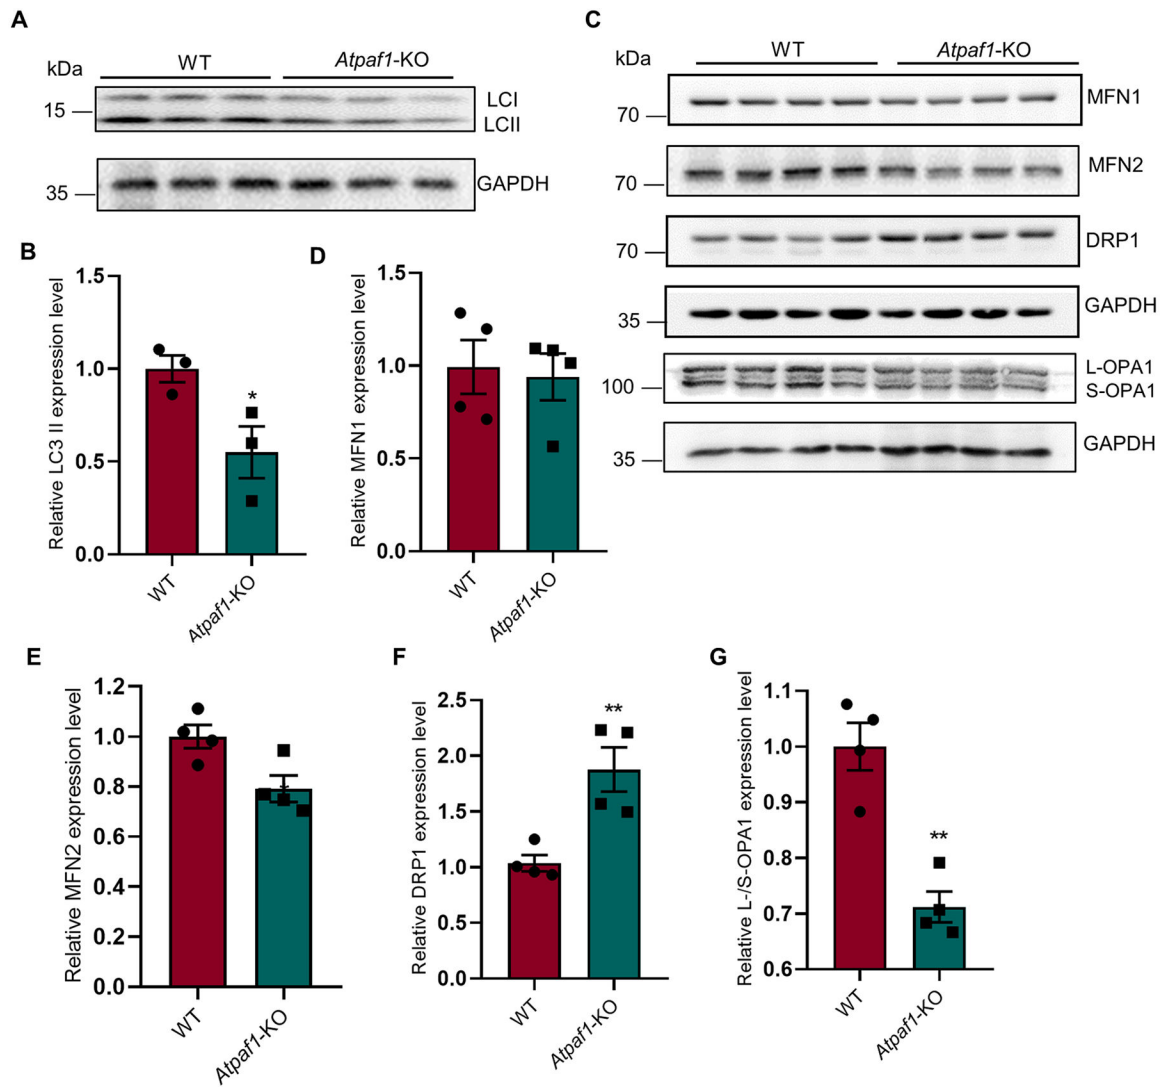 A
WT
Atpaf1-KO
kDa
15
LCI
LCII
35
GAPDH
B
Relative LC3 II expression level
1.5
1.0
0.5
0.0
*
WT
Atpaf1-KO
C
WT
Atpaf1-KO
kDa
70
MFN1
70
MFN2
70
DRP1
35
GAPDH
100
L-OPA1
S-OPA1
35
GAPDH
D
Relative MFN1 expression level
1.5
1.0
0.5
0.0
WT
Atpaf1-KO
E
Relative MFN2 expression level
1.2
1.0
0.8
0.6
0.4
0.2
0.0
WT
Atpaf1-KO
F
Relative DRP1 expression level
2.5
2.0
1.5
1.0
0.5
0.0
**
WT
Atpaf1-KO
G
Relative L-/S-OPA1 expression level
1.1
1.0
0.9
0.8
0.7
0.6
**
WT
Atpaf1-KO